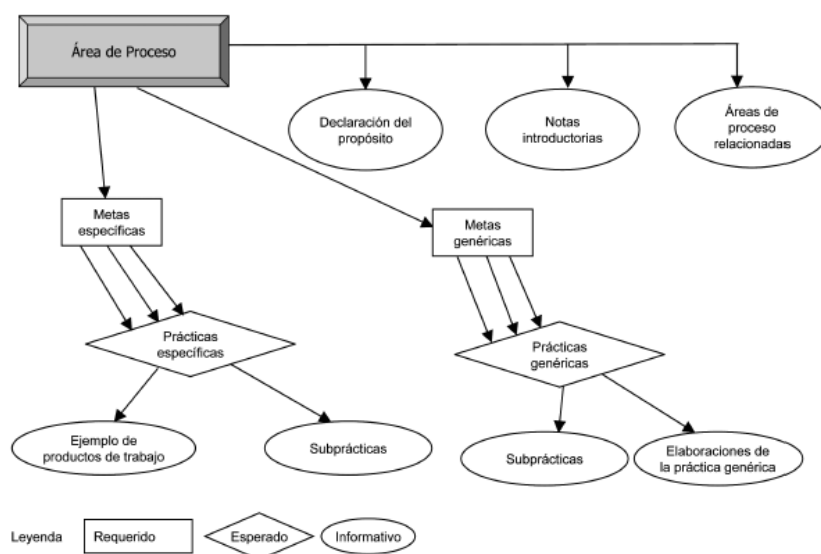 Área de Proceso
Declaración del
propósito
Notas
introductorias
Áreas de
proceso
relacionadas
Metas
específicas
Metas
genéricas
Prácticas
específicas
Prácticas
genéricas
Ejemplo de
productos de trabajo
Subprácticas
Subprácticas
Elaboraciones de
la práctica genérica
Leyenda
Requerido
Esperado
Informativo